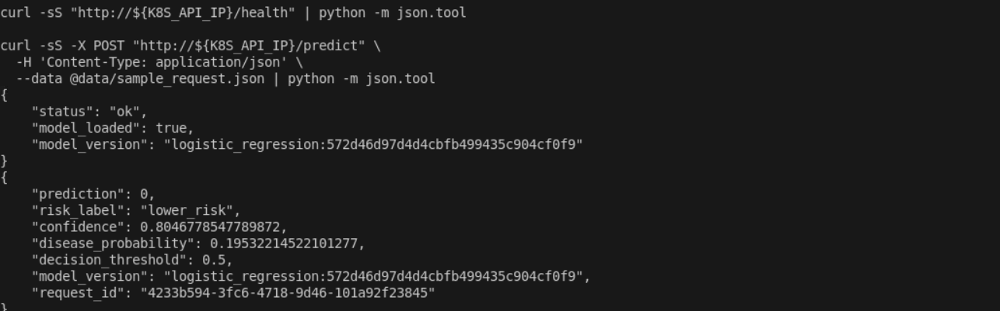 curl -sS "http://${K8S_API_IP}/health" | python -m json.tool

curl -sS -X POST "http://${K8S_API_IP}/predict" \
  -H 'Content-Type: application/json' \
  --data @data/sample_request.json | python -m json.tool
{
    "status": "ok",
    "model_loaded": true,
    "model_version": "logistic_regression:572d46d97d4d4cbfb499435c904cf0f9"
}
{
    "prediction": 0,
    "risk_label": "lower_risk",
    "confidence": 0.8046778547789872,
    "disease_probability": 0.19532214522101277,
    "decision_threshold": 0.5,
    "model_version": "logistic_regression:572d46d97d4d4cbfb499435c904cf0f9",
    "request_id": "4233b594-3fc6-4718-9d46-101a92f23845"
}